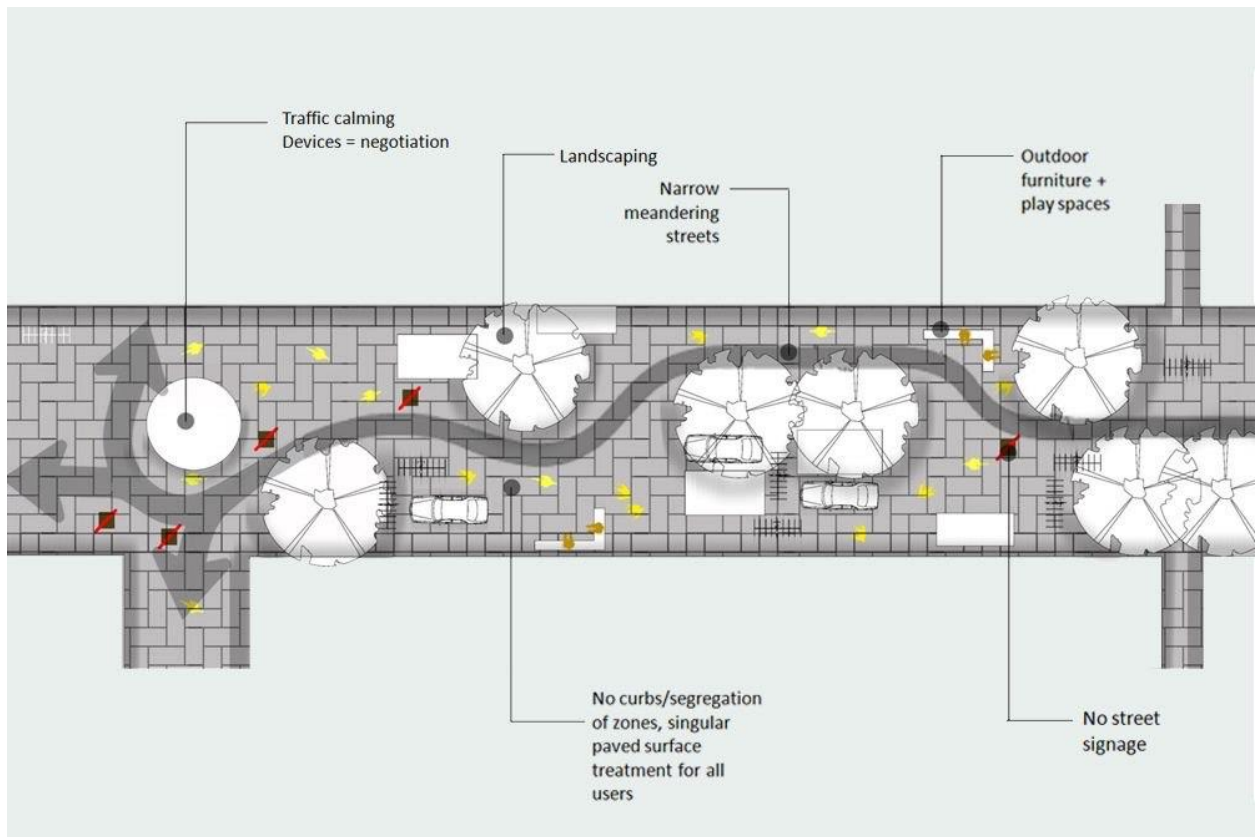 Traffic calming
Devices = negotiation
Landscaping
Narrow
meandering
streets
Outdoor
furniture +
play spaces
No curbs/segregation
of zones, singular
paved surface
treatment for all
users
No street
signage